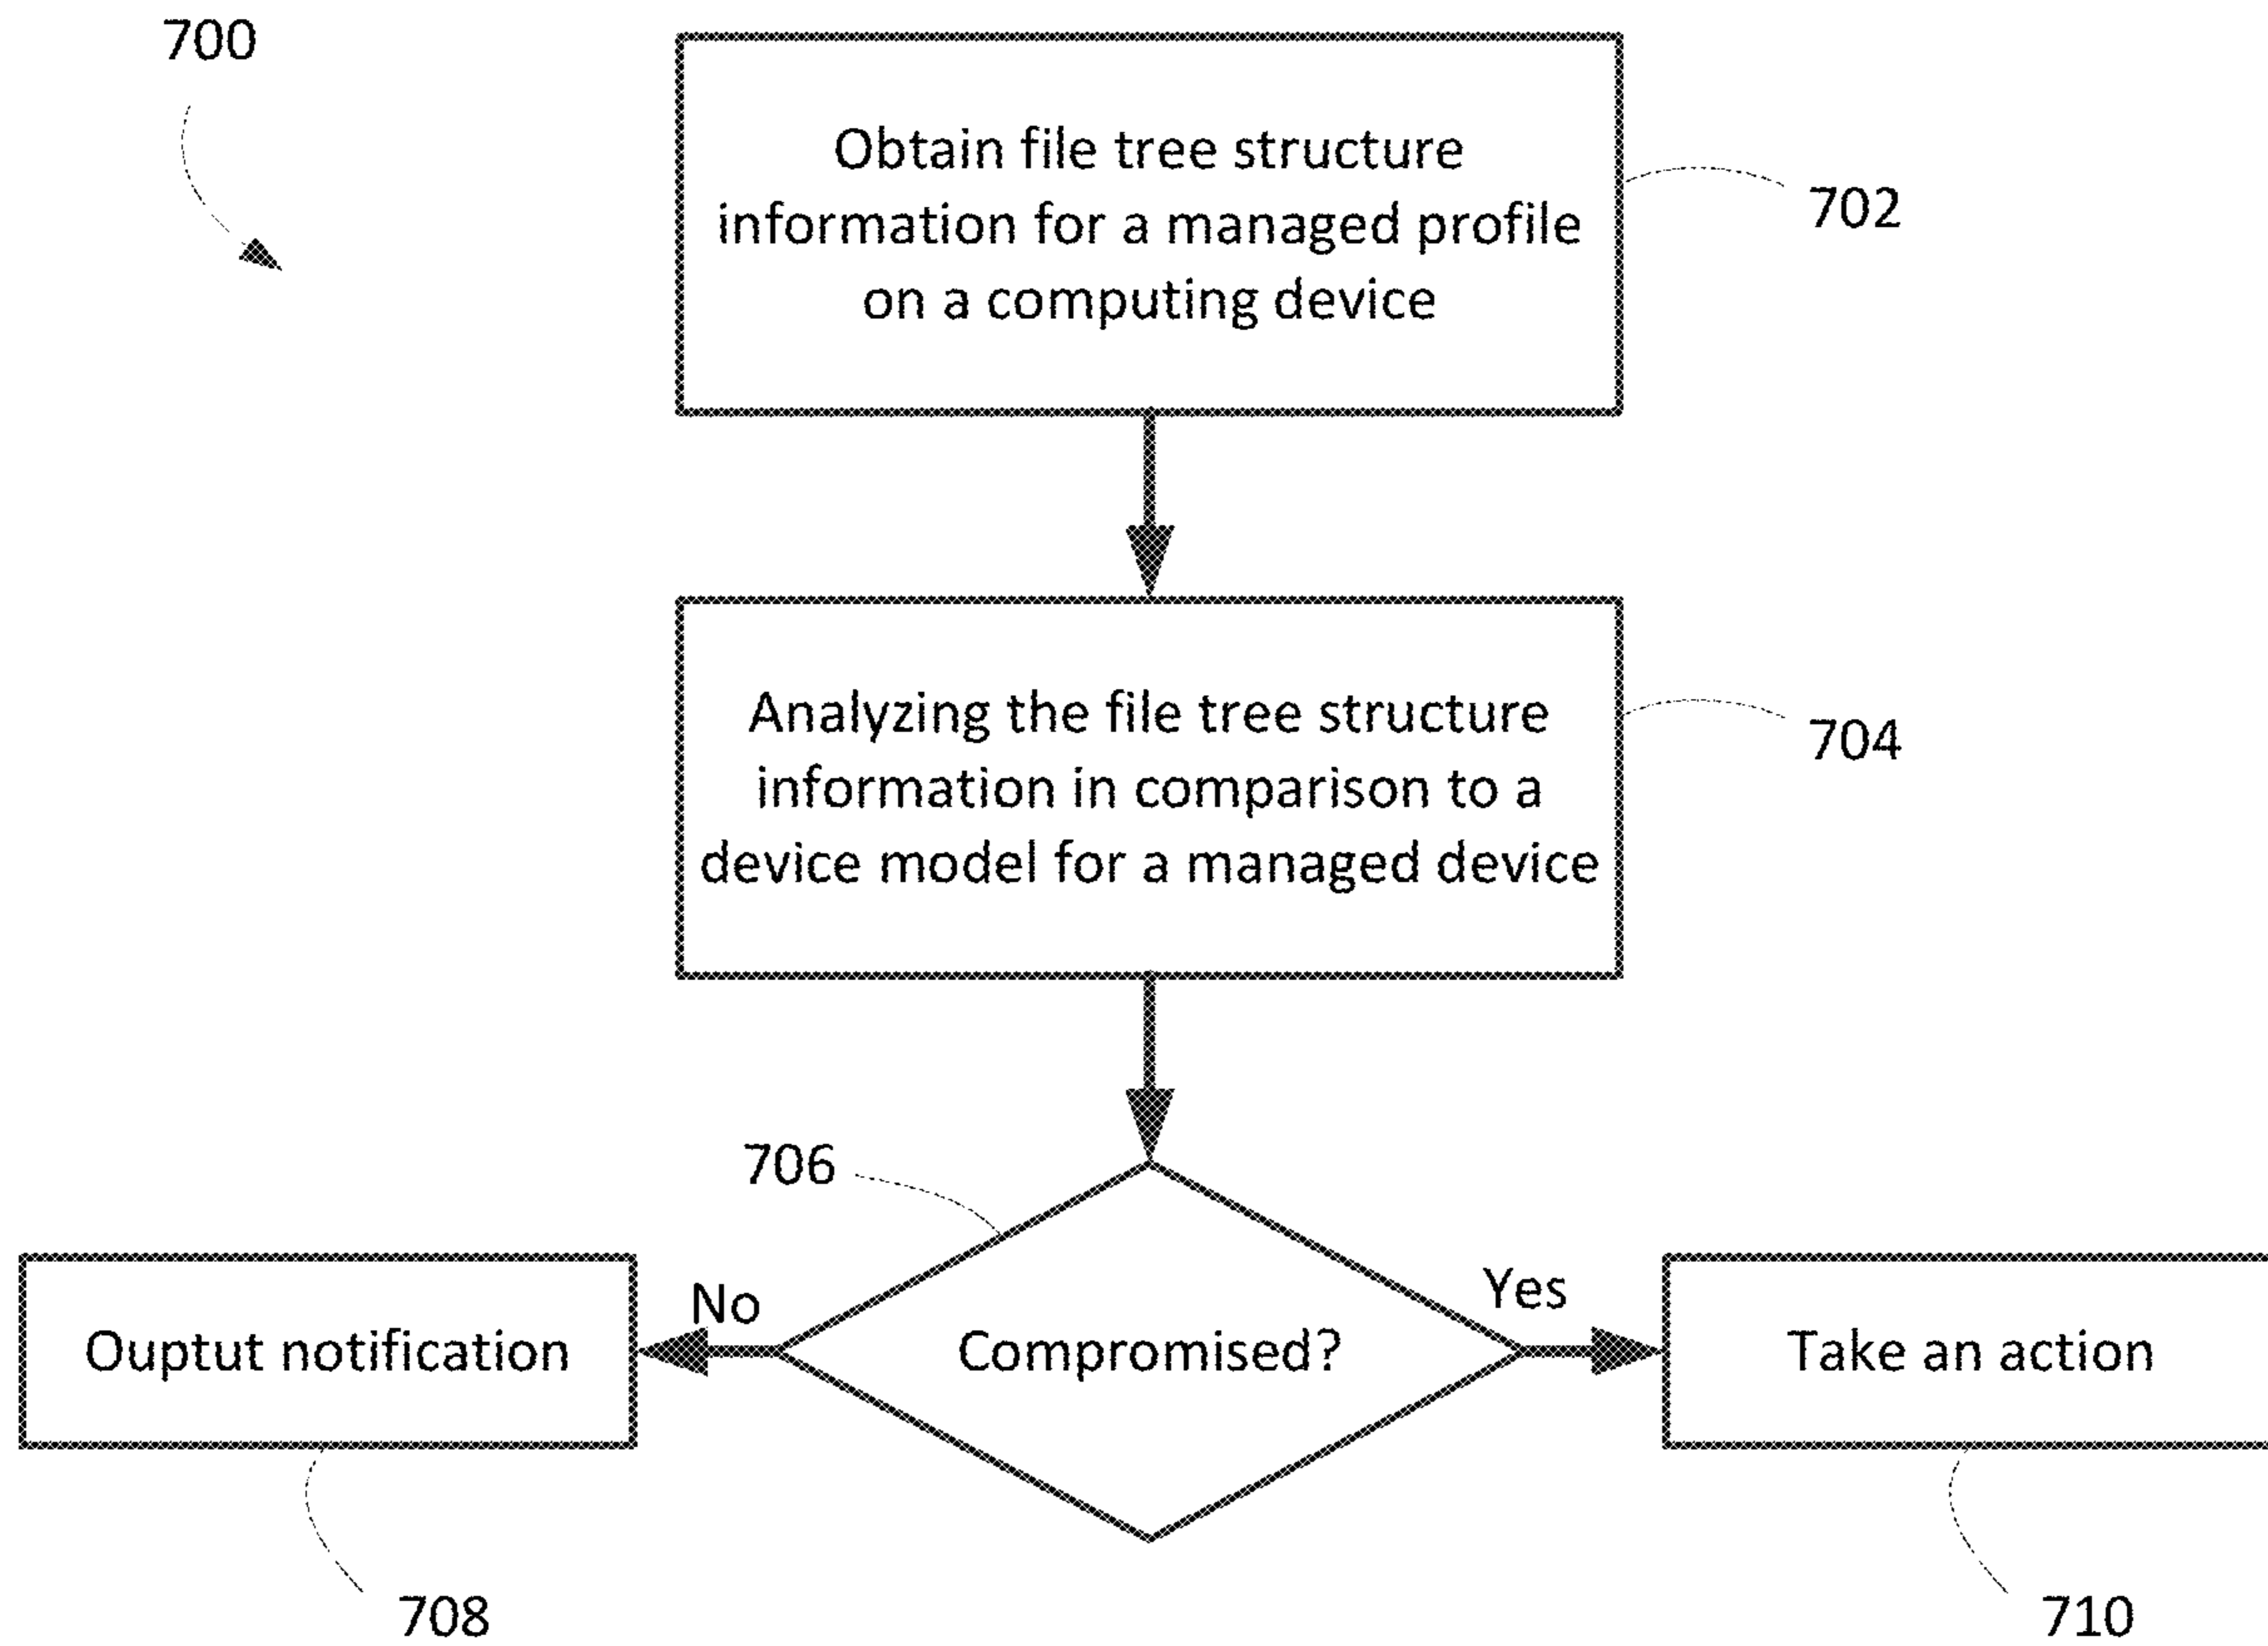 700
Obtain file tree structure
information for a managed profile
on a computing device
702
Analyzing the file tree structure
information in comparison to a
device model for a managed device
704
706
No
Yes
Ouptut notification
Compromised?
Take an action
708
710